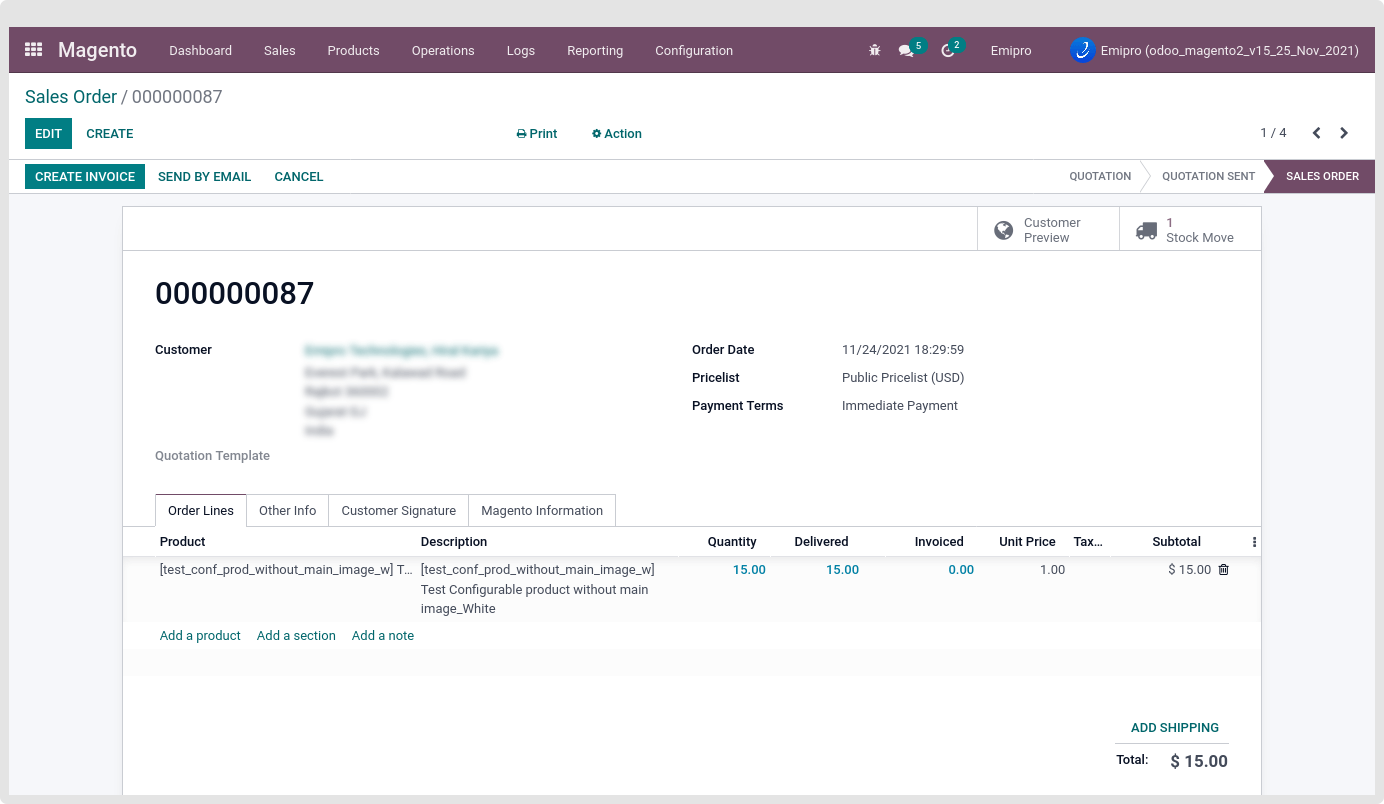 Magento Dashboard Sales Products Operations Logs Reporting Configuration 5 2 Emipro Emipro (odoo_magento2_v15_25_Nov_2021)
Sales Order / 000000087
EDIT CREATE Print Action 1 / 4
CREATE INVOICE SEND BY EMAIL CANCEL QUOTATION QUOTATION SENT SALES ORDER
Customer
Preview
1
Stock Move
000000087
Customer
Order Date 11/24/2021 18:29:59
Pricelist Public Pricelist (USD)
Payment Terms Immediate Payment
Quotation Template
Order Lines Other Info Customer Signature Magento Information
Product Description Quantity Delivered Invoiced Unit Price Tax... Subtotal
[test_conf_prod_without_main_image_w] T... [test_conf_prod_without_main_image_w] 15.00 15.00 0.00 1.00 $ 15.00
Test Configurable product without main
image_White
Add a product Add a section Add a note
ADD SHIPPING
Total: $ 15.00